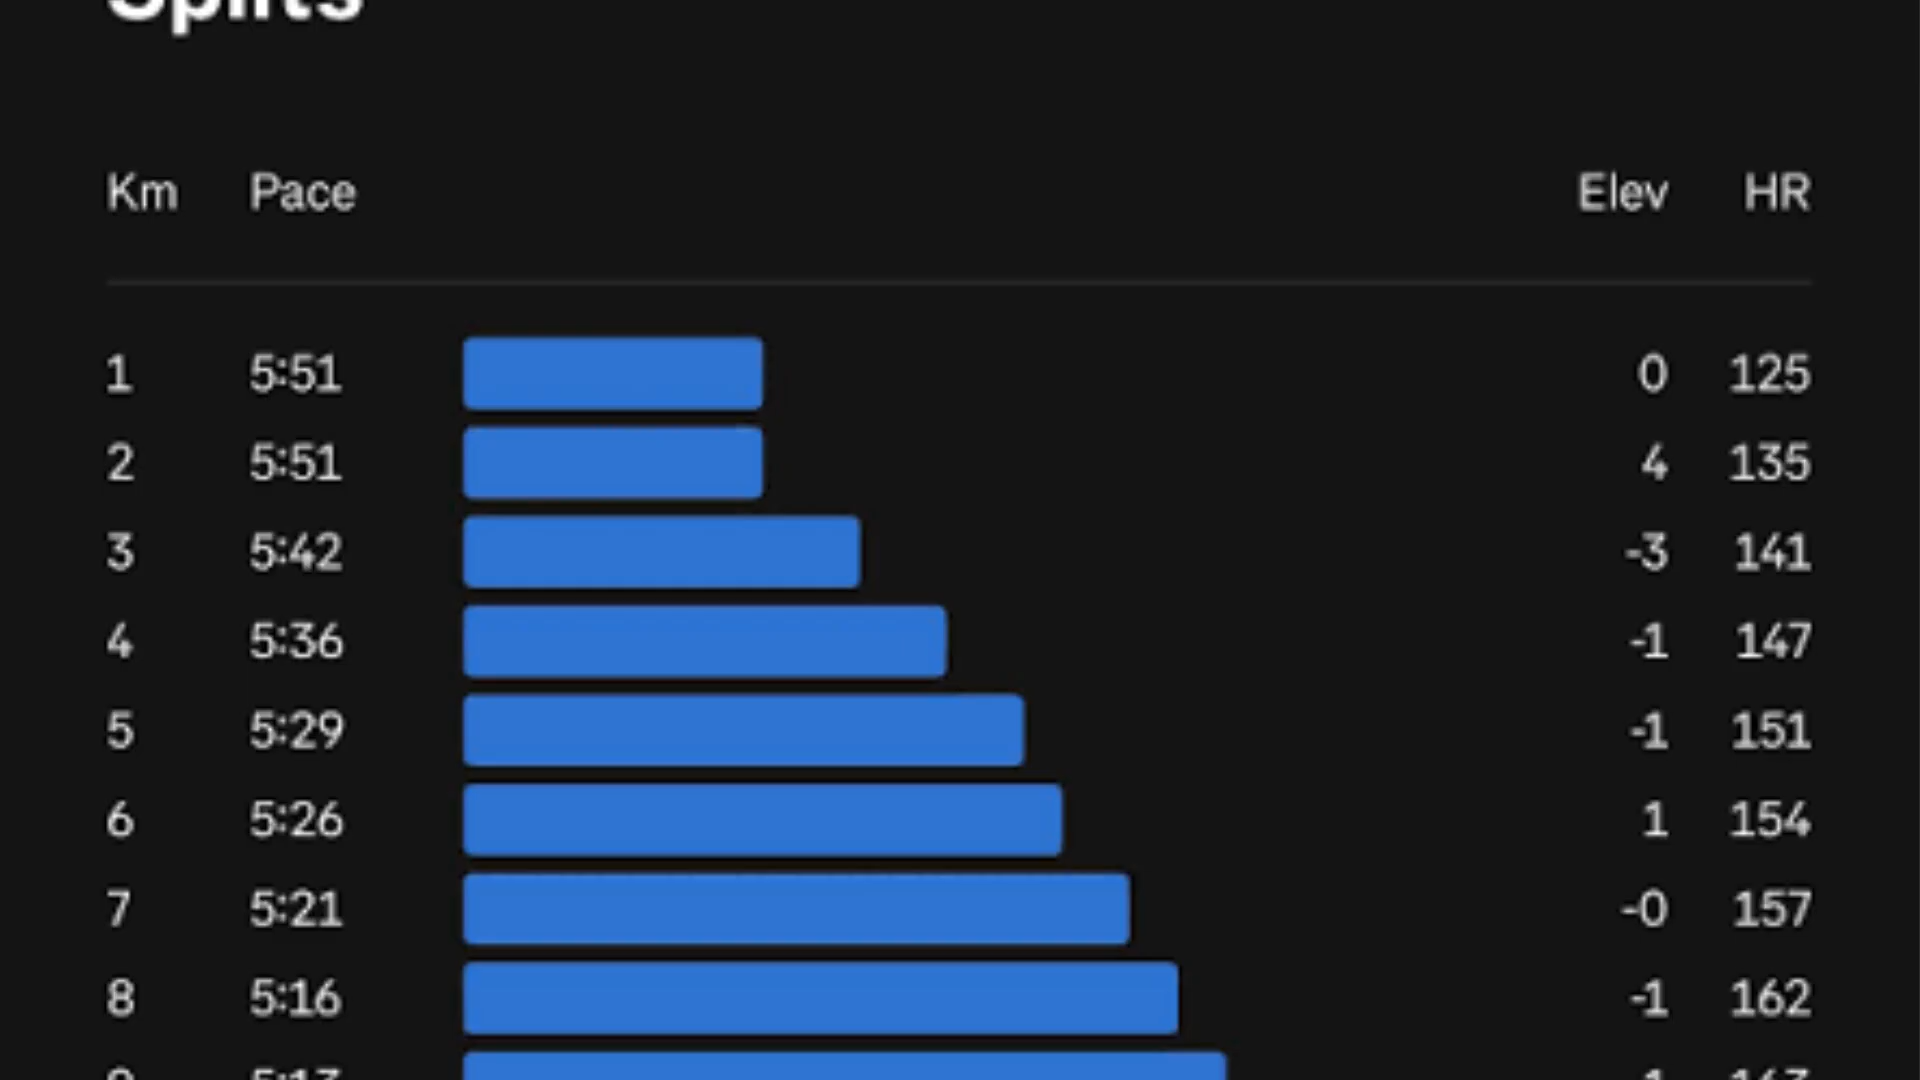 Splits
Km Pace Elev HR
1 5:51 0 125
2 5:51 4 135
3 5:42 -3 141
4 5:36 -1 147
5 5:29 -1 151
6 5:26 1 154
7 5:21 -0 157
8 5:16 -1 162